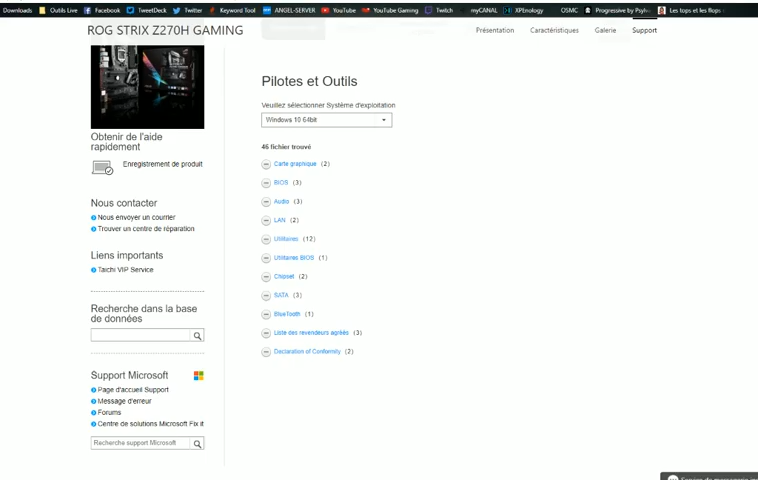 Downloads Outils Live Facebook TweetDeck Twitter Keyword Tool ANGEL-SERVER YouTube YouTube Gaming Twitch myCANAL XPEnology OSMC Progressive by Psylw Les tops et les flops
ROG STRIX Z270H GAMING
Présentation Caractéristiques Galerie Support
Obtenir de l'aide
rapidement
Enregistrement de produit
Nous contacter
Nous envoyer un courrier
Trouver un centre de réparation
Liens importants
Taichi VIP Service
Recherche dans la base
de données
Support Microsoft
Page d'accueil Support
Message d'erreur
Forums
Centre de solutions Microsoft Fix it
Recherche support Microsoft
Pilotes et Outils
Veuillez sélectionner Système d'exploitation
Windows 10 64bit
46 fichier trouvé
Carte graphique (2)
BIOS (3)
Audio (3)
LAN (2)
Utilitaires (12)
Utilitaires BIOS (1)
Chipset (2)
SATA (3)
BlueTooth (1)
Liste des revendeurs agréés (3)
Declaration of Conformity (2)